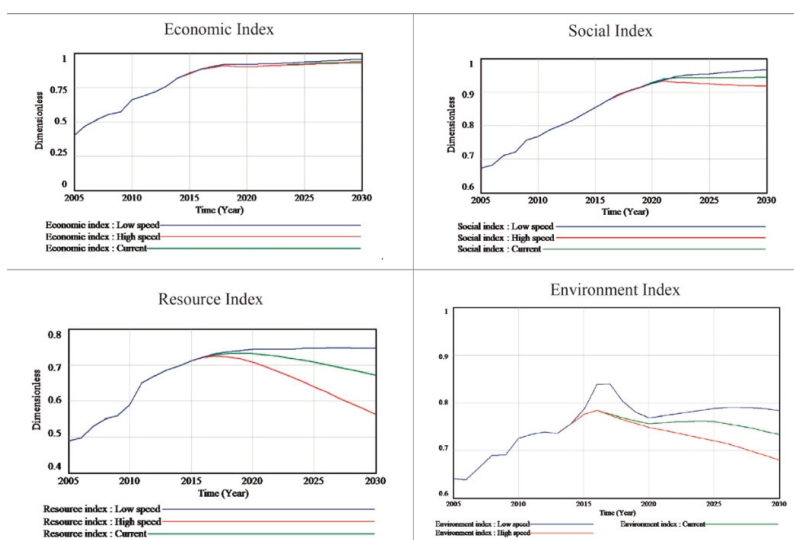 Economic Index
1
0.75
0.5
0.25
0
Dimensionless
2005 2010 2015 2020 2025 2030
Time (Year)
Economic index : Low speed
Economic index : High speed
Economic index : Current
Social Index
1
0.9
0.8
0.7
0.6
Dimensionless
2005 2010 2015 2020 2025 2030
Time (Year)
Social index : Low speed
Social index : High speed
Social index : Current
Resource Index
0.8
0.7
0.6
0.5
0.4
Dimensionless
2005 2010 2015 2020 2025 2030
Time (Year)
Resource index : Low speed
Resource index : High speed
Resource index : Current
Environment Index
1
0.9
0.8
0.7
0.6
2005 2010 2015 2020 2025 2030
Time (Year)
Environment index : Low speed Environment index : Current
Environment index : High speed